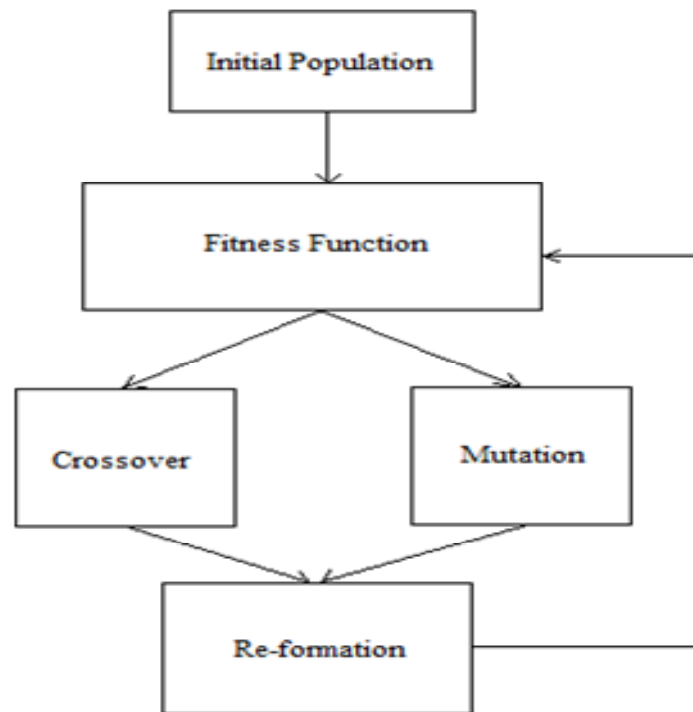 Initial Population
Fitness Function
Crossover
Mutation
Re-formation